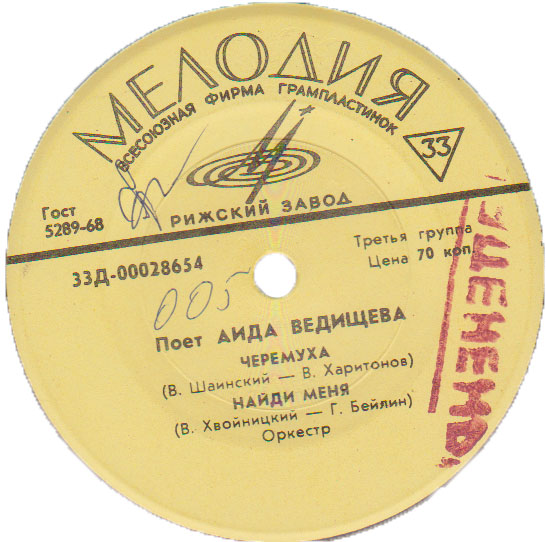 МЕЛОДИЯ
ВСЕСОЮЗНАЯ ФИРМА ГРАМПЛАСТИНОК
33
РИЖСКИЙ ЗАВОД
Гост
5289-68
Третья группа
Цена 70 коп.
33Д-00028654
005
Поет АИДА ВЕДИЩЕВА
ЧЕРЕМУХА
(В. Шаинский — В. Харитонов)
НАЙДИ МЕНЯ
(В. Хвойницкий — Г. Бейлин)
Оркестр
УЦЕНЕНЫ